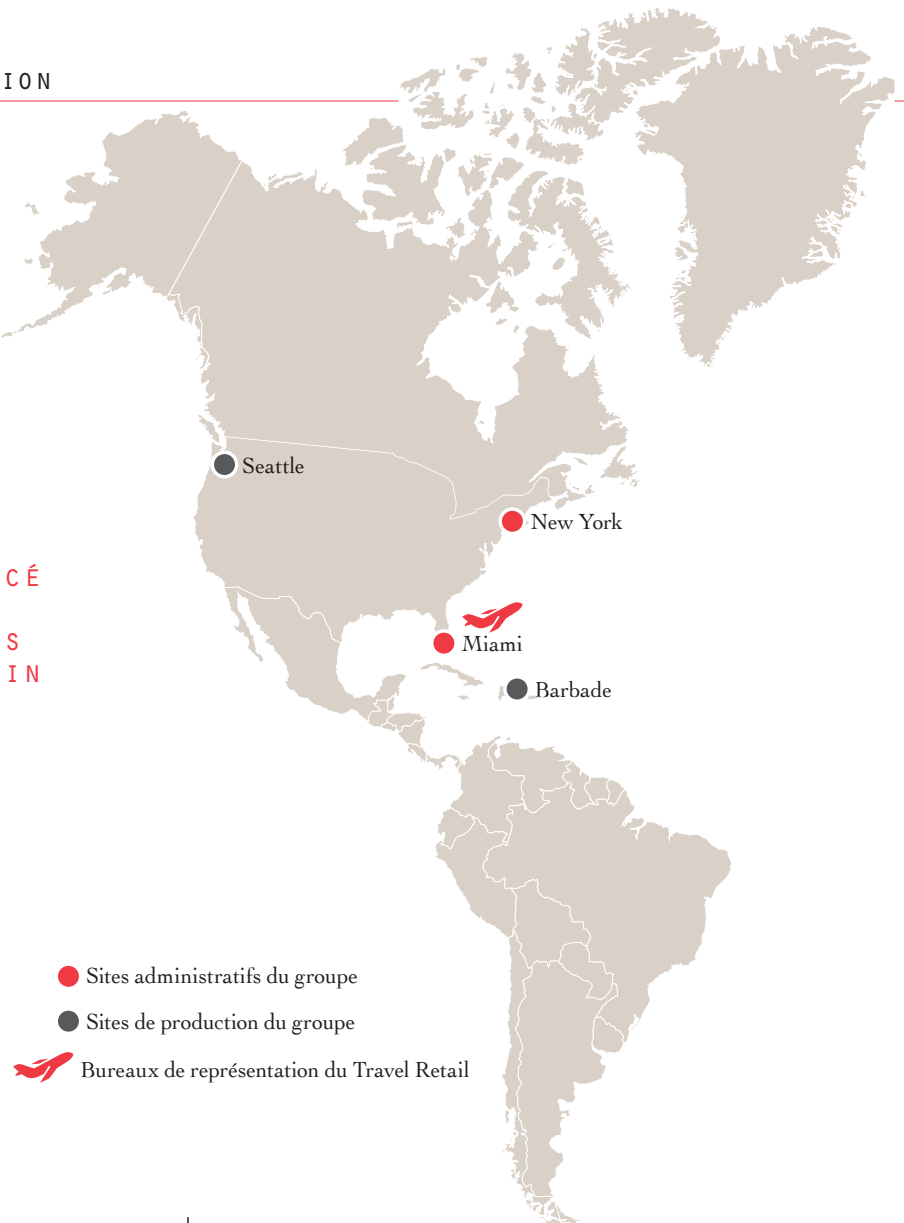 ION
Seattle
New York
CÉ
S
IN
Miami
Barbade
Sites administratifs du groupe
Sites de production du groupe
Bureaux de représentation du Travel Retail